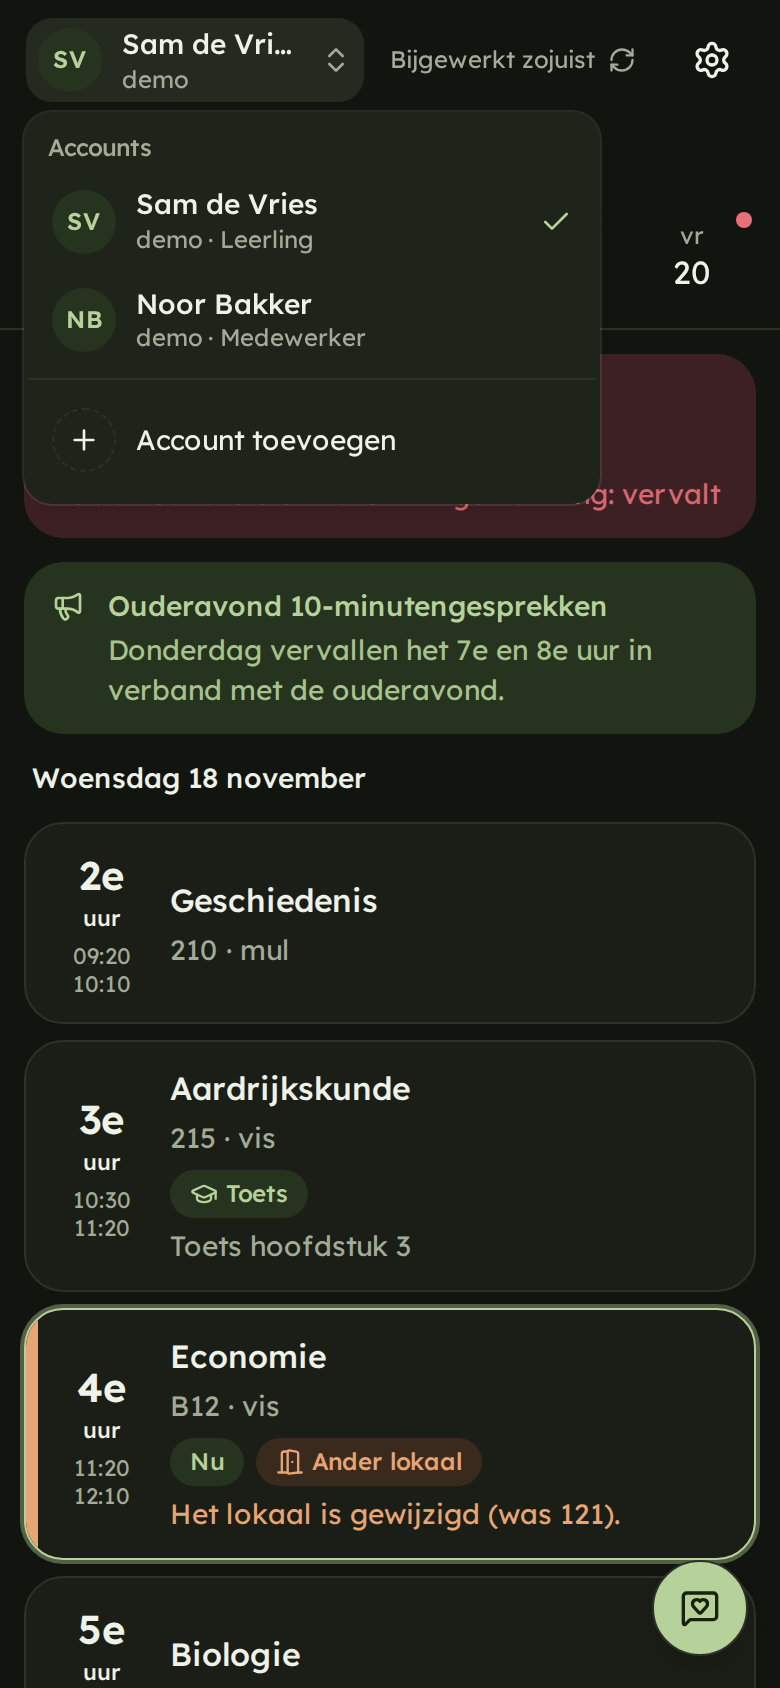 SV
Sam de Vri...
demo
Bijgewerkt zojuist
Accounts
SV
Sam de Vries
demo · Leerling
NB
Noor Bakker
demo · Medewerker
Account toevoegen
vr
20
vervalt
Ouderavond 10-minutengesprekken
Donderdag vervallen het 7e en 8e uur in
verband met de ouderavond.
Woensdag 18 november
2e
uur
09:20
10:10
Geschiedenis
210 · mul
3e
uur
10:30
11:20
Aardrijkskunde
215 · vis
Toets
Toets hoofdstuk 3
4e
uur
11:20
12:10
Economie
B12 · vis
Nu
Ander lokaal
Het lokaal is gewijzigd (was 121).
5e
uur
Biologie